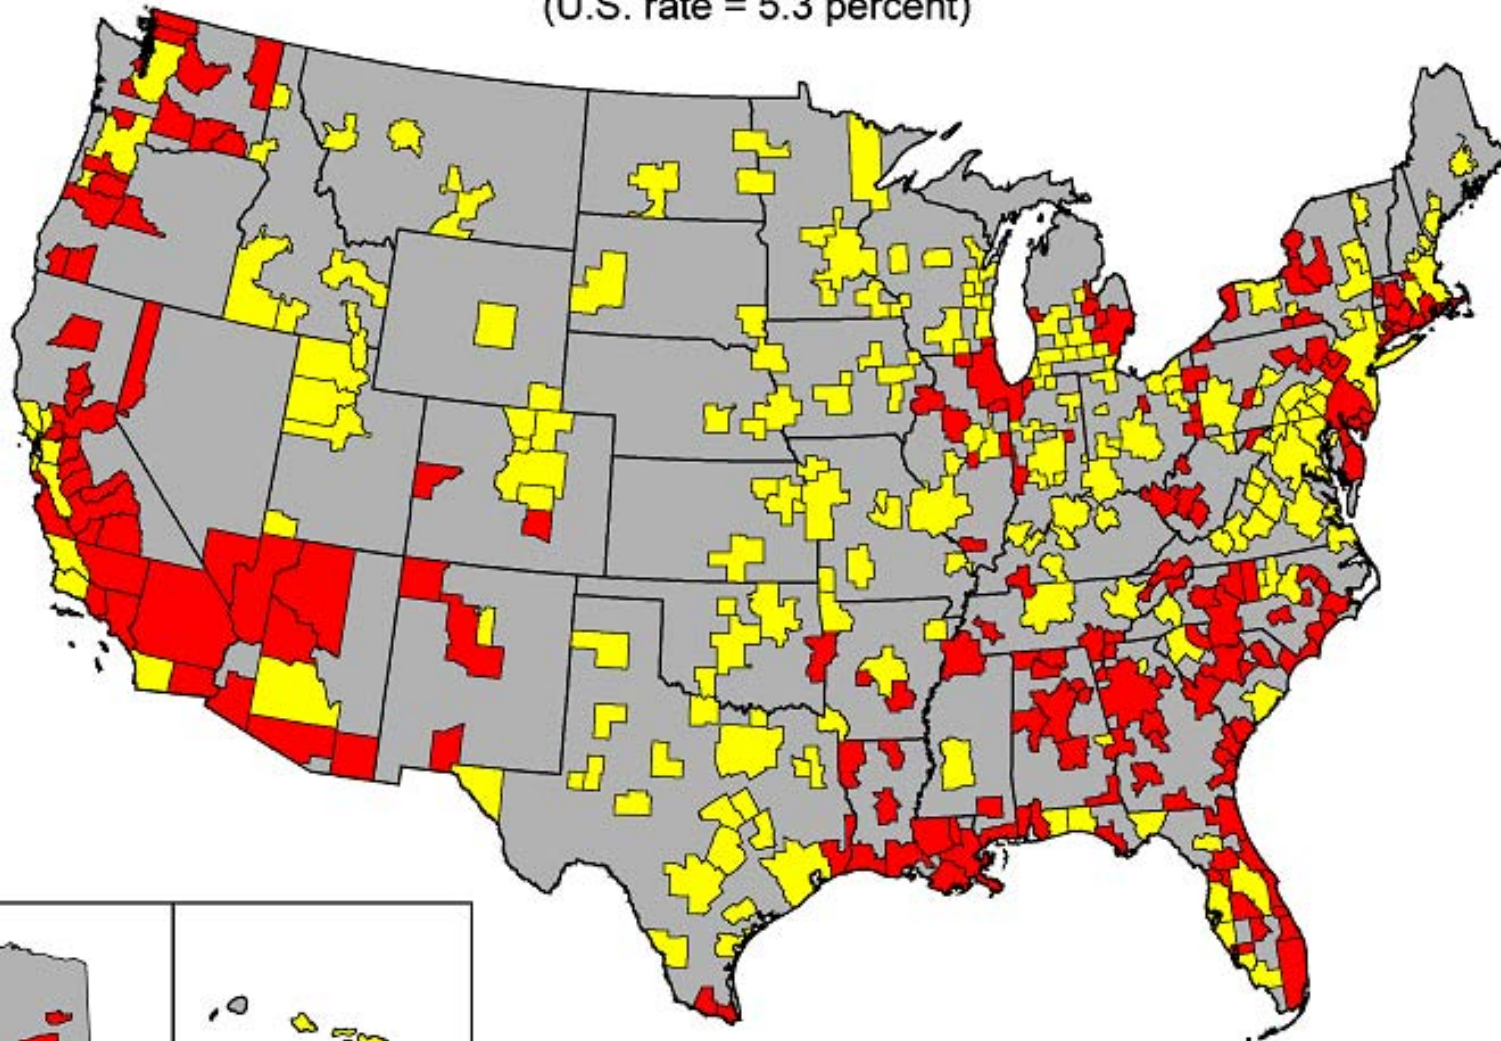 (U.S. rate = 5.3 percent)